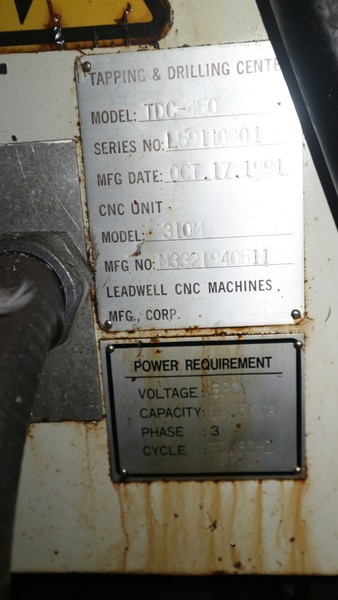 TAPPING & DRILLING CENTE
MODEL:
SERIES NO:
MFG DATE: OCT.17.1991
CNC UNIT
MODEL: 310M
MFG NO:
LEADWELL CNC MACHINES
MFG., CORP.
POWER REQUIREMENT
VOLTAGE:
CAPACITY:
PHASE : 3
CYCLE :